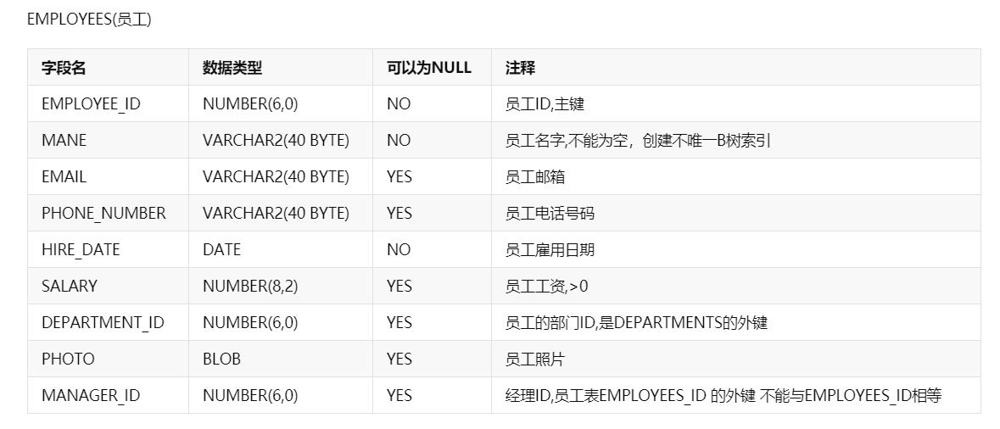 EMPLOYEES(员工)
字段名 数据类型 可以为NULL 注释
EMPLOYEE_ID NUMBER(6,0) NO 员工ID,主键
MANE VARCHAR2(40 BYTE) NO 员工名字,不能为空，创建不唯一B树索引
EMAIL VARCHAR2(40 BYTE) YES 员工邮箱
PHONE_NUMBER VARCHAR2(40 BYTE) YES 员工电话号码
HIRE_DATE DATE NO 员工雇用日期
SALARY NUMBER(8,2) YES 员工工资,>0
DEPARTMENT_ID NUMBER(6,0) YES 员工的部门ID,是DEPARTMENTS的外键
PHOTO BLOB YES 员工照片
MANAGER_ID NUMBER(6,0) YES 经理ID,员工表EMPLOYEES_ID 的外键 不能与EMPLOYEES_ID相等